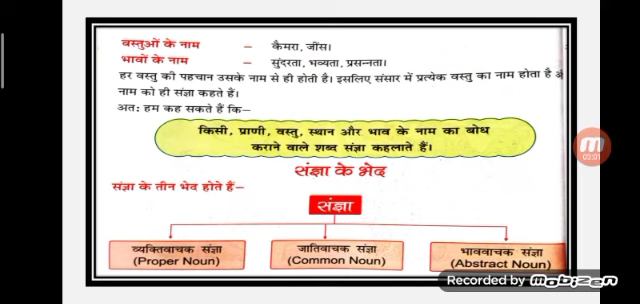 वस्तुओं के नाम – कैमरा, जींस।
भावों के नाम – सुंदरता, भव्यता, प्रसन्नता।
हर वस्तु की पहचान उसके नाम से ही होती है। इसलिए संसार में प्रत्येक वस्तु का नाम होता है
नाम को ही संज्ञा कहते हैं।
अतः हम कह सकते हैं कि–
किसी, प्राणी, वस्तु, स्थान और भाव के नाम का बोध
कराने वाले शब्द संज्ञा कहलाते हैं।
संज्ञा के भेद
संज्ञा के तीन भेद होते हैं–
संज्ञा
व्यक्तिवाचक संज्ञा
(Proper Noun)
जातिवाचक संज्ञा
(Common Noun)
भाववाचक संज्ञा
(Abstract Noun)
03:01
Recorded by mobizen